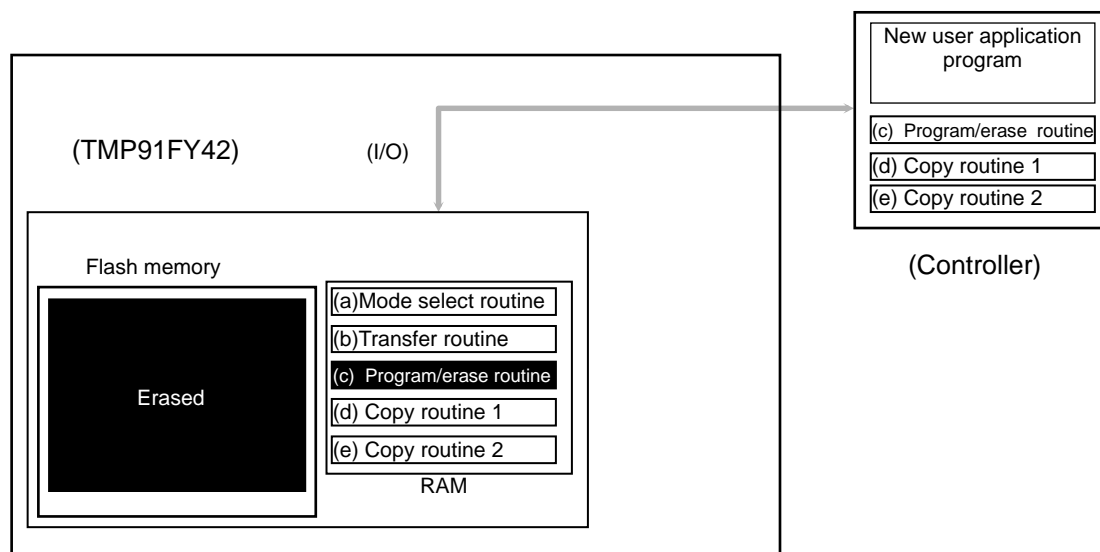 New user application
program
(c) Program/erase routine
(d) Copy routine 1
(e) Copy routine 2
(Controller)
(TMP91FY42)
(I/O)
Flash memory
Erased
(a)Mode select routine
(b)Transfer routine
(c) Program/erase routine
(d) Copy routine 1
(e) Copy routine 2
RAM